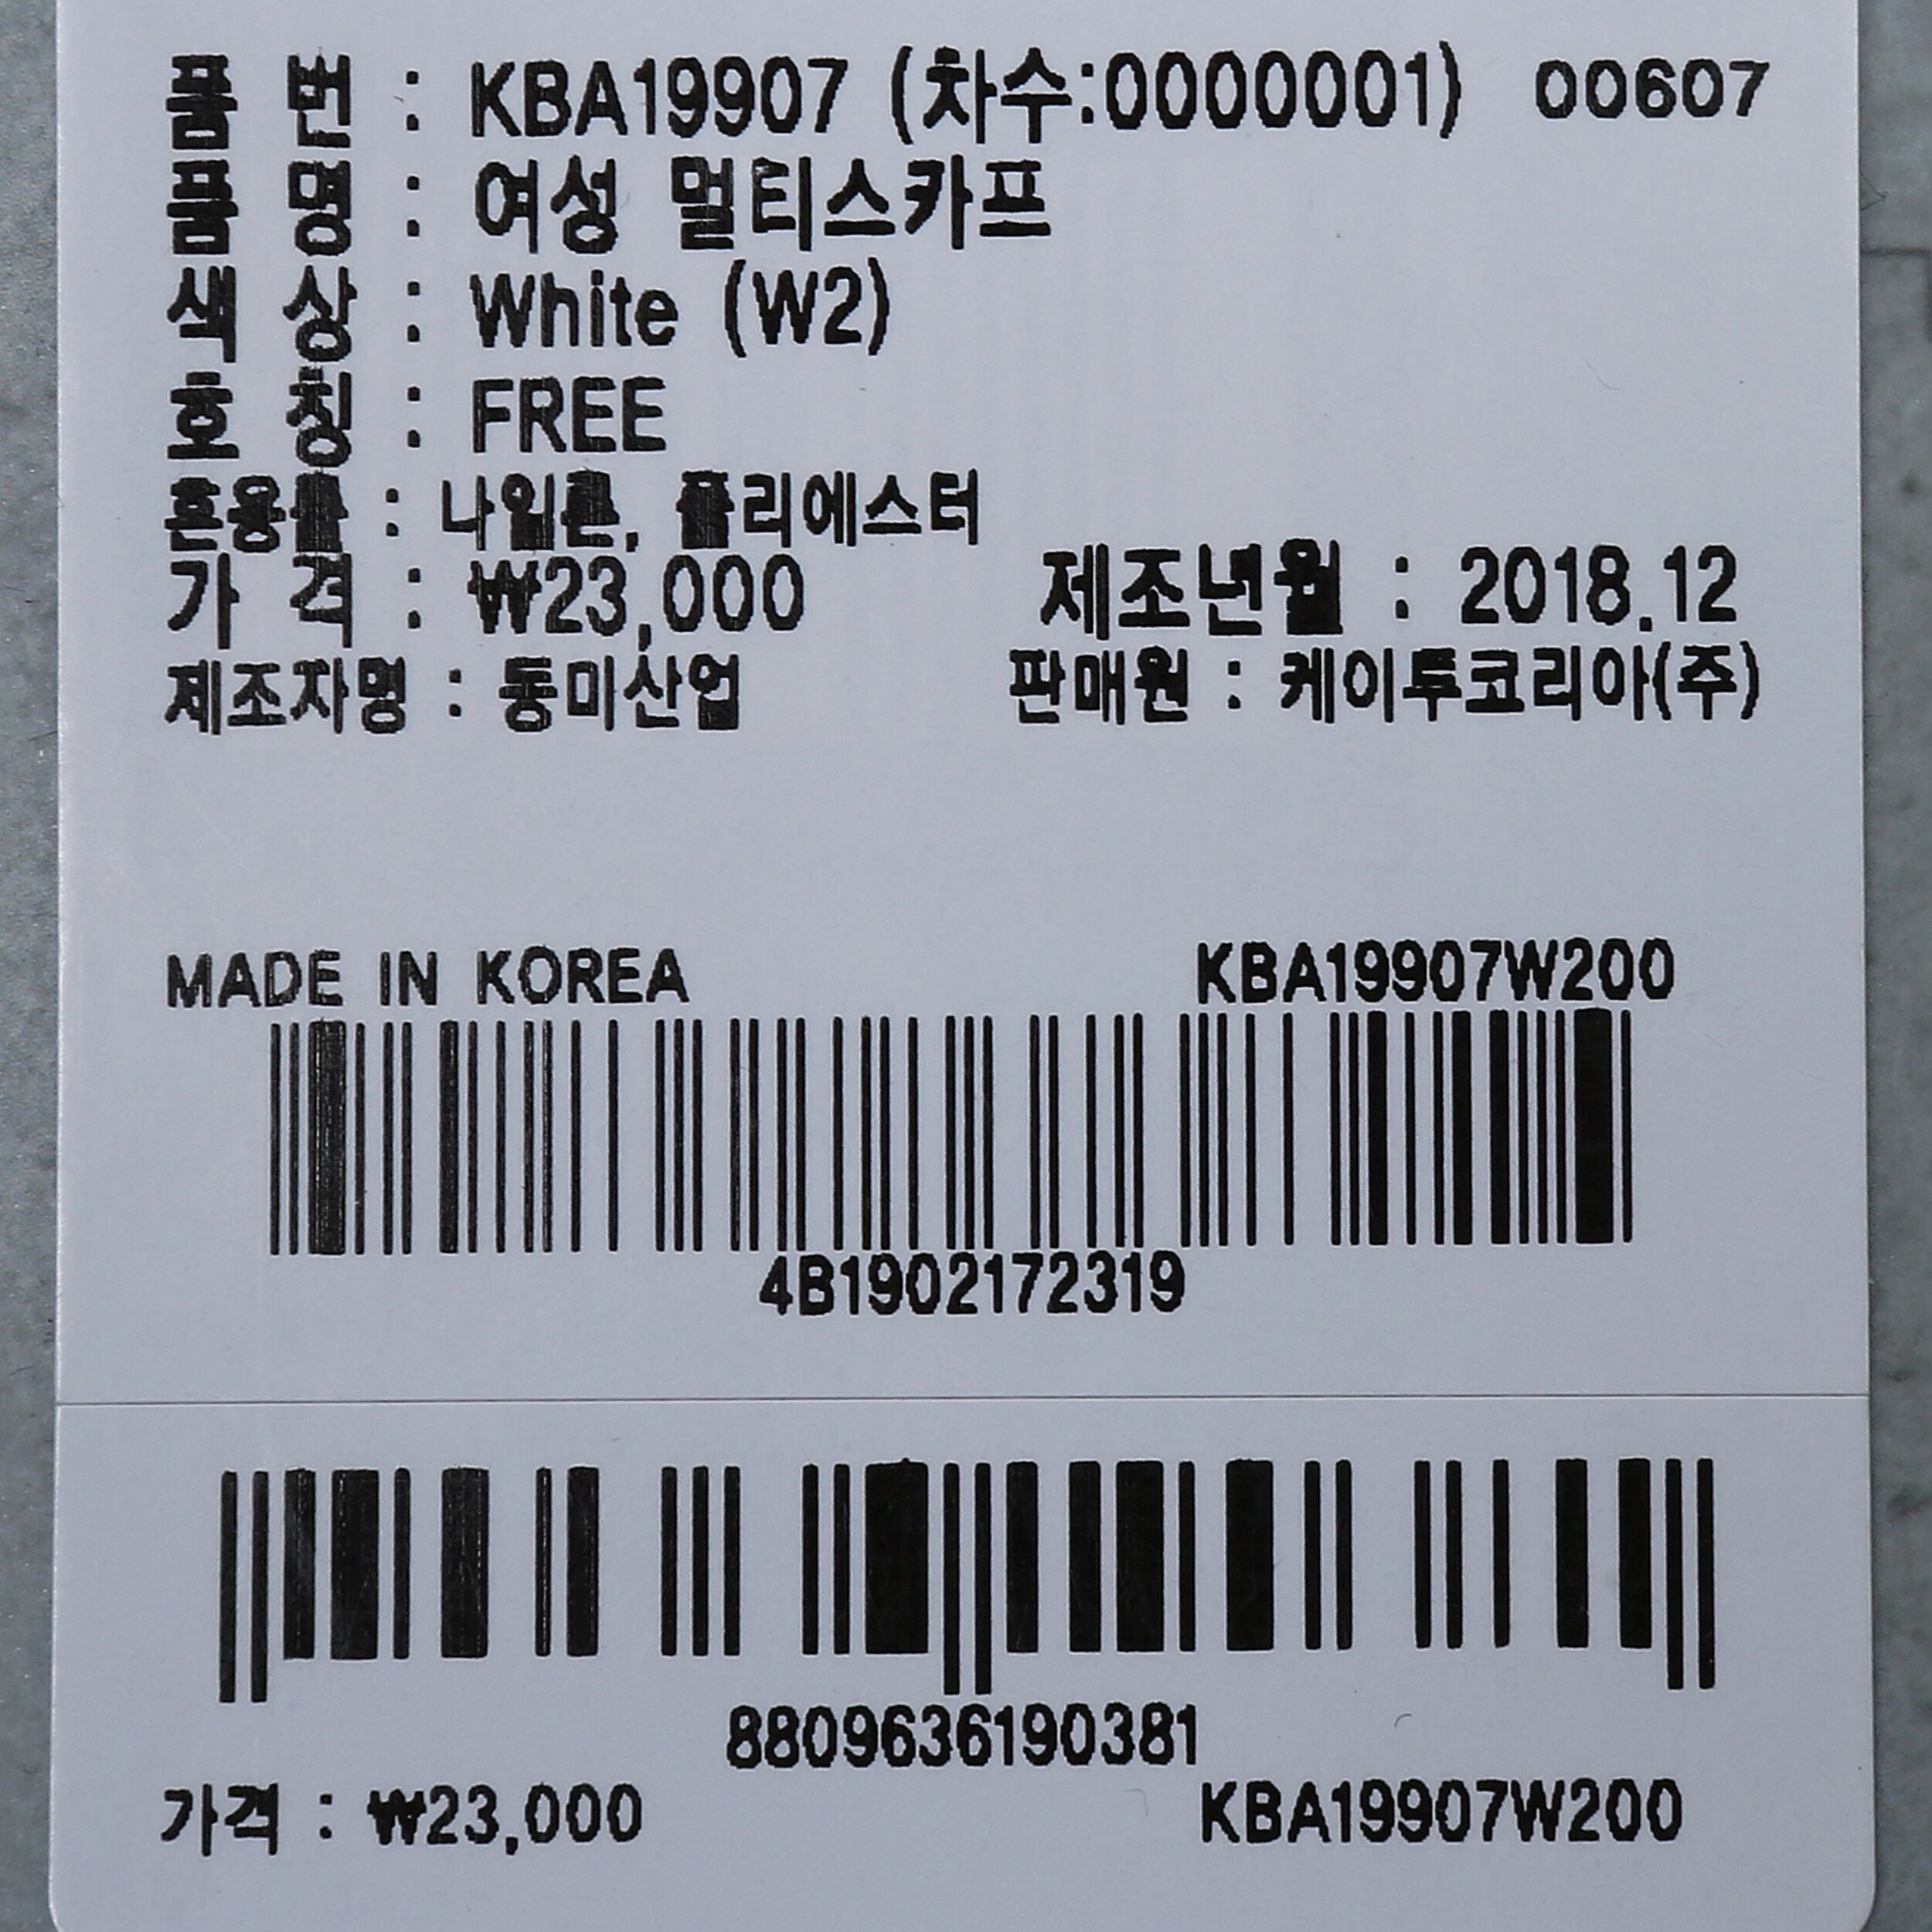 품 번 : KBA19907 (차수:0000001) 00607
품 명 : 여성 멀티스카프
색 상 : White (W2)
호 칭 : FREE
혼용률 : 나일론, 폴리에스터
가 격 : ₩23,000 제조년월 : 2018.12
제조자명 : 동미산업 판매원 : 케이투코리아(주)
MADE IN KOREA KBA19907W200
4B1902172319
8809636190381
가격 : ₩23,000 KBA19907W200